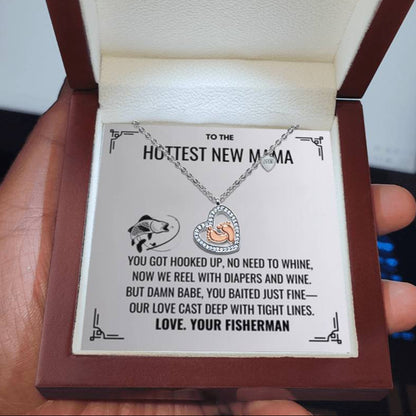 TO THE
HOTTEST NEW MAMA
YOU GOT HOOKED UP, NO NEED TO WHINE,
NOW WE REEL WITH DIAPERS AND WINE.
BUT DAMN BABE, YOU BAITED JUST FINE—
OUR LOVE CAST DEEP WITH TIGHT LINES.
LOVE. YOUR FISHERMAN